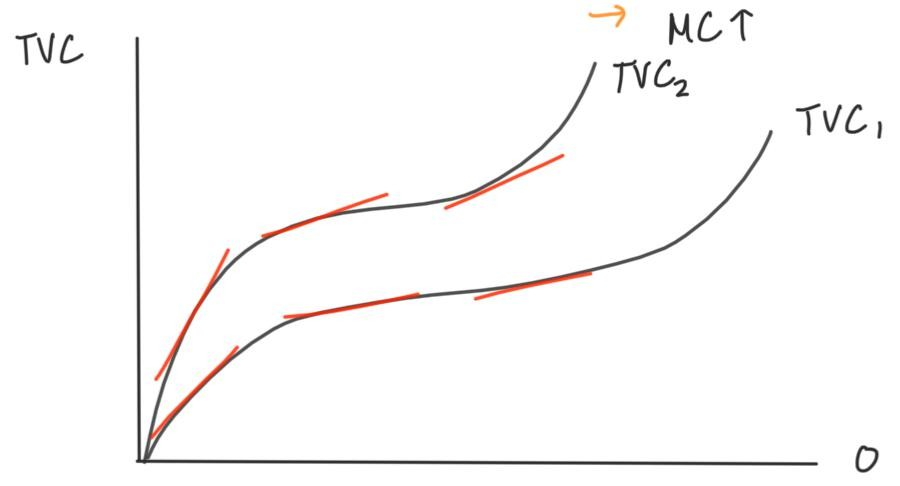 TVC
→ MC↑
TVC₂
TVC₁
O